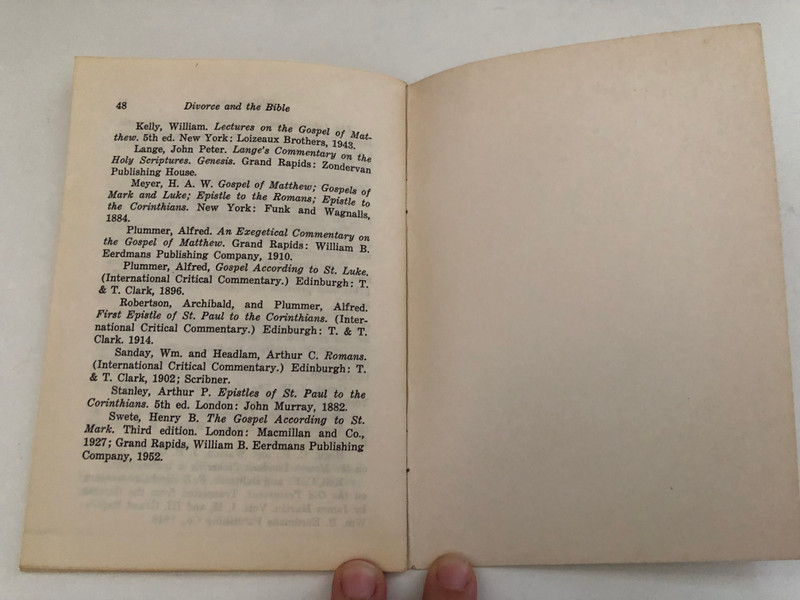 48 Divorce and the Bible
Kelly, William. Lectures on the Gospel of Mat-
thew. 5th ed. New York: Loizeaux Brothers, 1943.
Lange, John Peter. Lange's Commentary on the
Holy Scriptures. Genesis. Grand Rapids: Zondervan
Publishing House.
Meyer, H. A. W. Gospel of Matthew; Gospels of
Mark and Luke; Epistle to the Romans; Epistle to
the Corinthians. New York: Funk and Wagnalls,
1884.
Plummer, Alfred. An Exegetical Commentary on
the Gospel of Matthew. Grand Rapids: William B.
Eerdmans Publishing Company, 1910.
Plummer, Alfred, Gospel According to St. Luke.
(International Critical Commentary.) Edinburgh: T.
& T. Clark, 1896.
Robertson, Archibald, and Plummer, Alfred.
First Epistle of St. Paul to the Corinthians. (Inter-
national Critical Commentary.) Edinburgh: T. & T.
Clark. 1914.
Sanday, Wm. and Headlam, Arthur C. Romans.
(International Critical Commentary.) Edinburgh: T.
& T. Clark, 1902; Scribner.
Stanley, Arthur P. Epistles of St. Paul to the
Corinthians. 5th ed. London: John Murray, 1882.
Swete, Henry B. The Gospel According to St.
Mark. Third edition. London: Macmillan and Co.,
1927; Grand Rapids, William B. Eerdmans Publishing
Company, 1952.